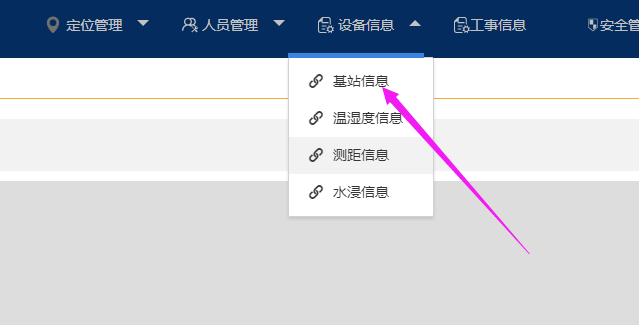 定位管理 人员管理 设备信息 工事信息 安全管
基站信息
温湿度信息
测距信息
水浸信息